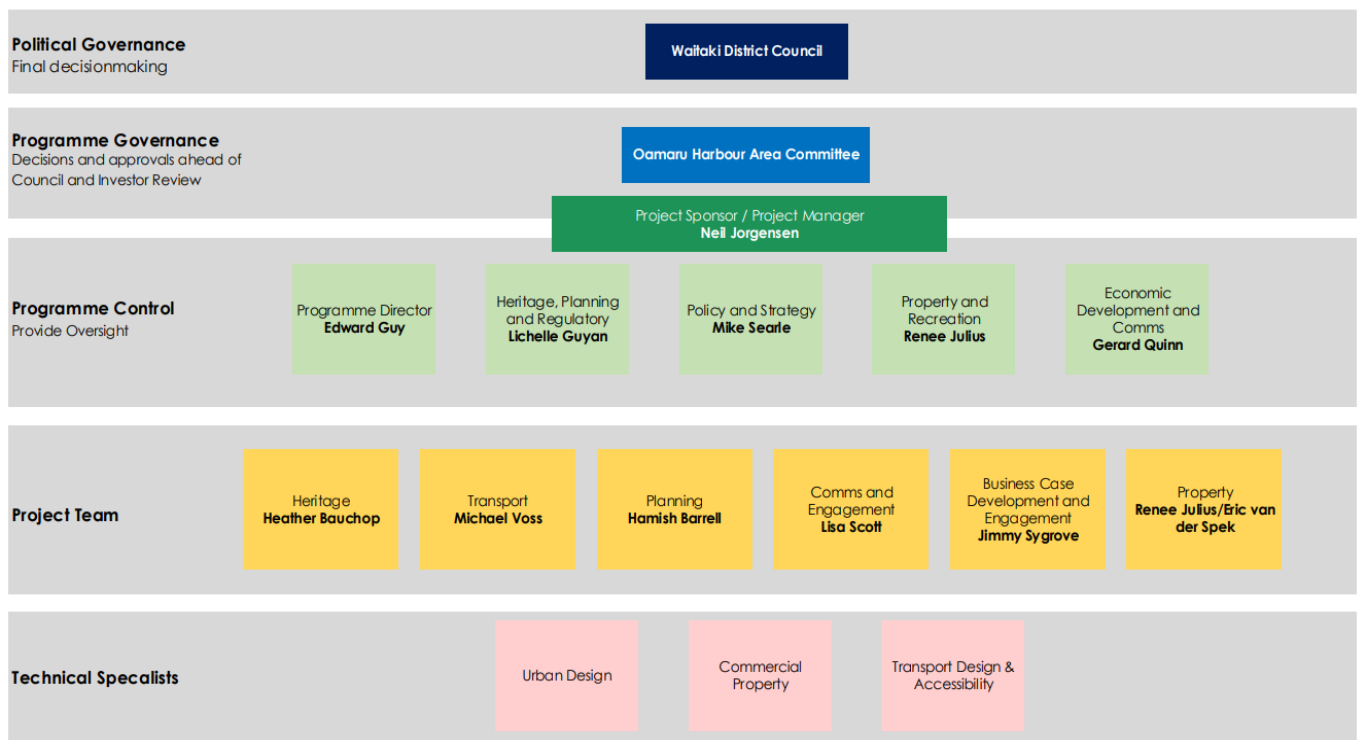 Political Governance
Final decisionmaking
Waitaki District Council
Programme Governance
Decisions and approvals ahead of
Council and Investor Review
Oamaru Harbour Area Committee
Project Sponsor / Project Manager
Neil Jorgensen
Programme Control
Provide Oversight
Programme Director
Edward Guy
Heritage, Planning
and Regulatory
Lichelle Guyan
Policy and Strategy
Mike Searle
Property and
Recreation
Renee Julius
Economic
Development and
Comms
Gerard Quinn
Project Team
Heritage
Heather Bauchop
Transport
Michael Voss
Planning
Hamish Barrell
Comms and
Engagement
Lisa Scott
Business Case
Development and
Engagement
Jimmy Sygrove
Property
Renee Julius/Eric van
der Spek
Technical Specalists
Urban Design
Commercial
Property
Transport Design &
Accessibility